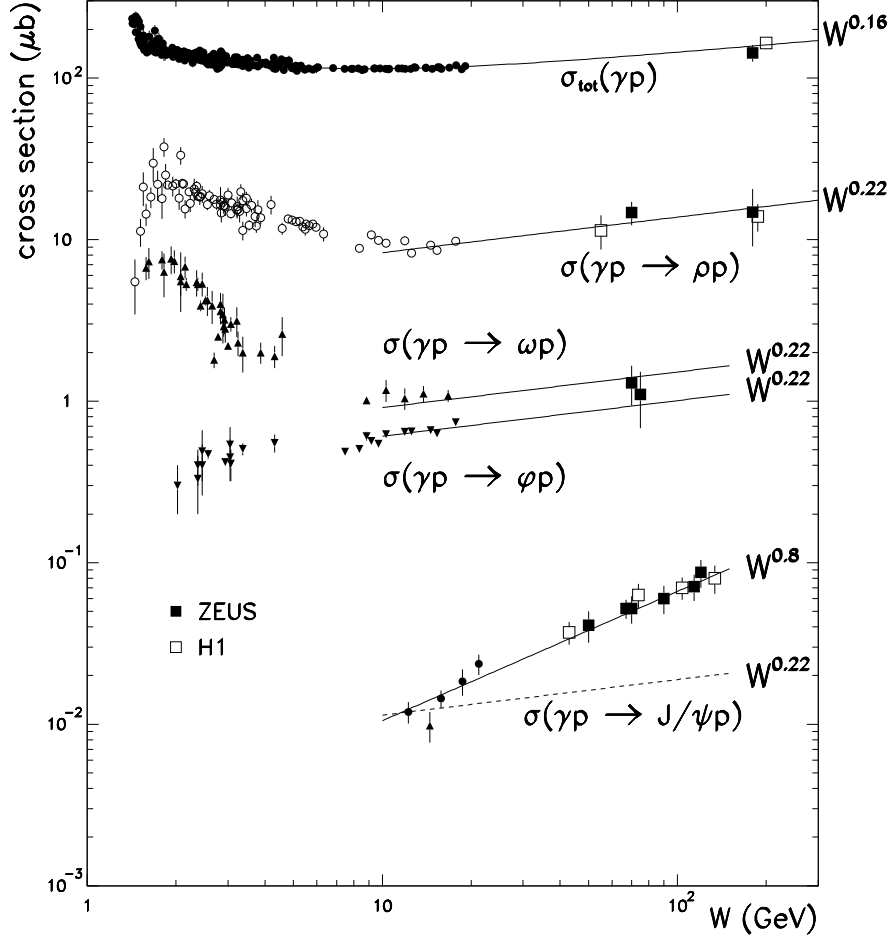 cross section (μb)
W^0.16
10^2
σ_tot(γp)
W^0.22
10
σ(γp → ρp)
σ(γp → ωp)
W^0.22
W^0.22
1
σ(γp → φp)
10^-1
W^0.8
ZEUS
H1
W^0.22
10^-2
σ(γp → J/ψp)
10^-3
1
10
10^2
W (GeV)